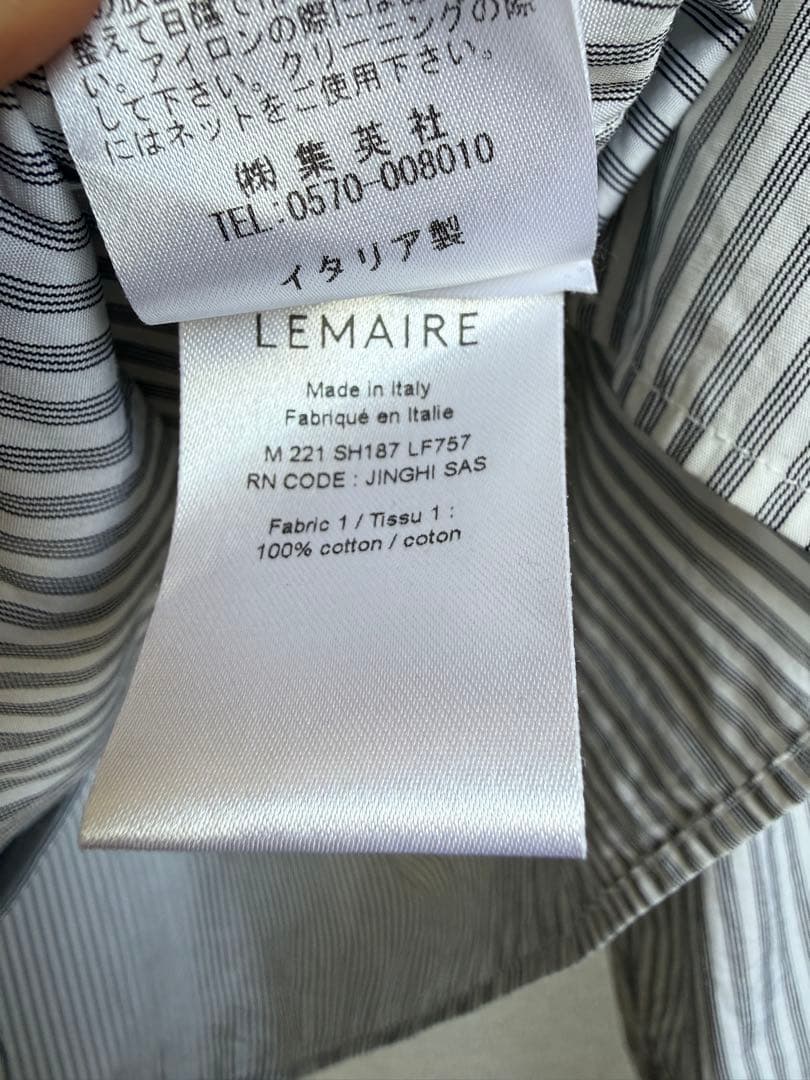 えて日陰で
い。アイロンの際には
して下さい。クリーニングの際
にはネットをご使用下さい。
㈱集英社
TEL:0570-008010
イタリア製
LEMAIRE
Made in Italy
Fabriqué en Italie
M 221 SH187 LF757
RN CODE : JINGHI SAS
Fabric 1 / Tissu 1 :
100% cotton / coton